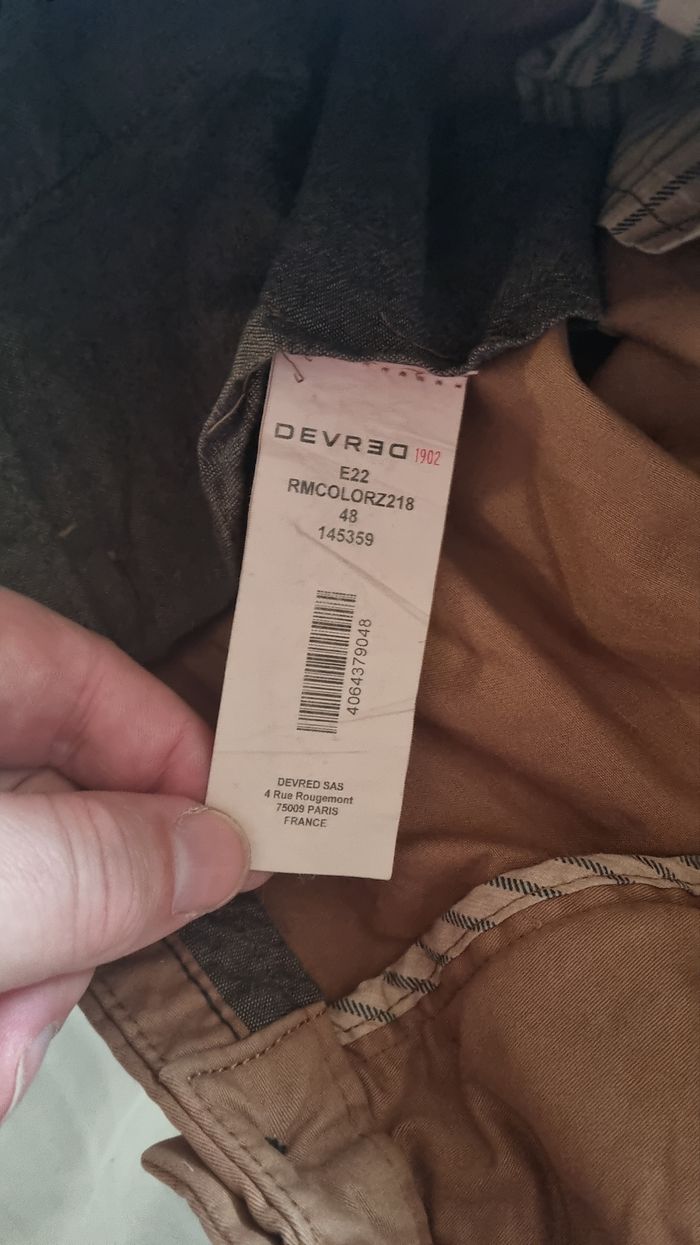 DEVRED 1902
E22
RMCOLORZ218
48
145359
4064379048
DEVRED SAS
4 Rue Rougemont
75009 PARIS
FRANCE